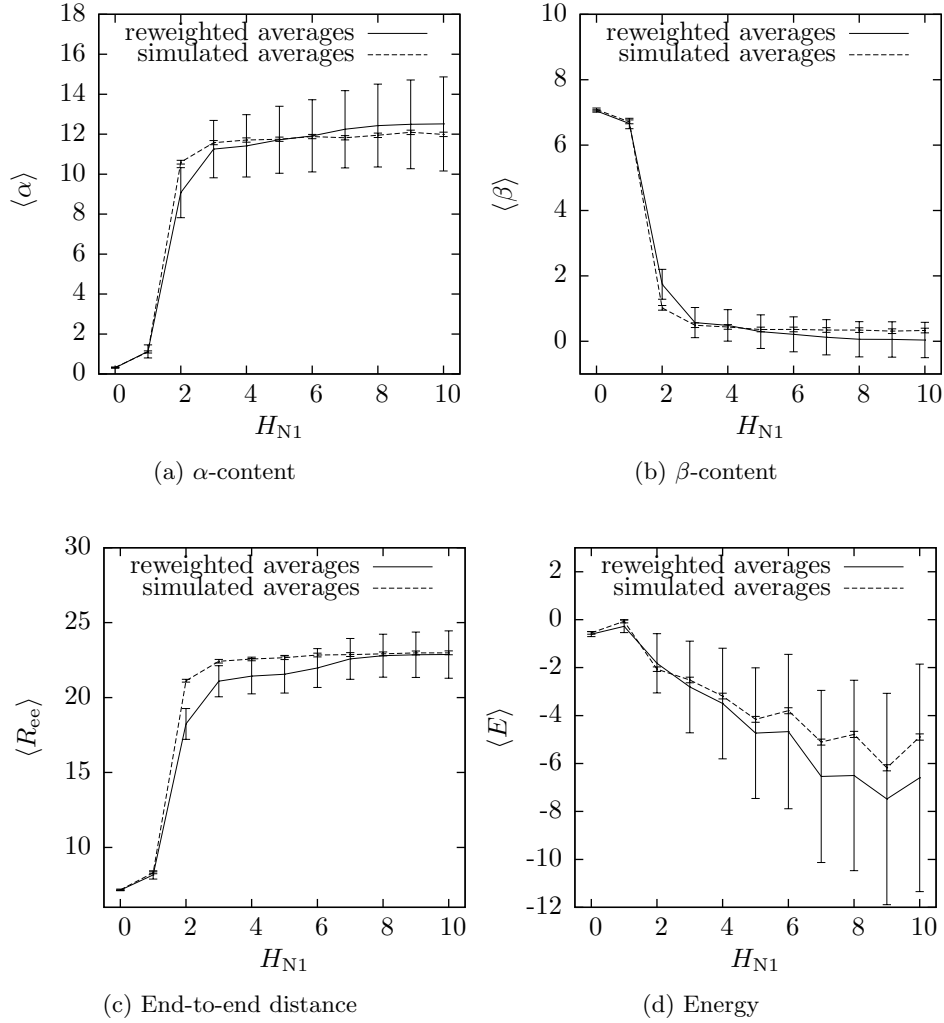 18
16
14
12
10
8
6
4
2
0
reweighted averages
simulated averages
⟨α⟩
0 2 4 6 8 10
H_N1
(a) α-content
10
8
6
4
2
0
reweighted averages
simulated averages
⟨β⟩
0 2 4 6 8 10
H_N1
(b) β-content
30
25
20
15
10
reweighted averages
simulated averages
⟨R_ee⟩
0 2 4 6 8 10
H_N1
(c) End-to-end distance
2
0
-2
-4
-6
-8
-10
-12
reweighted averages
simulated averages
⟨E⟩
0 2 4 6 8 10
H_N1
(d) Energy